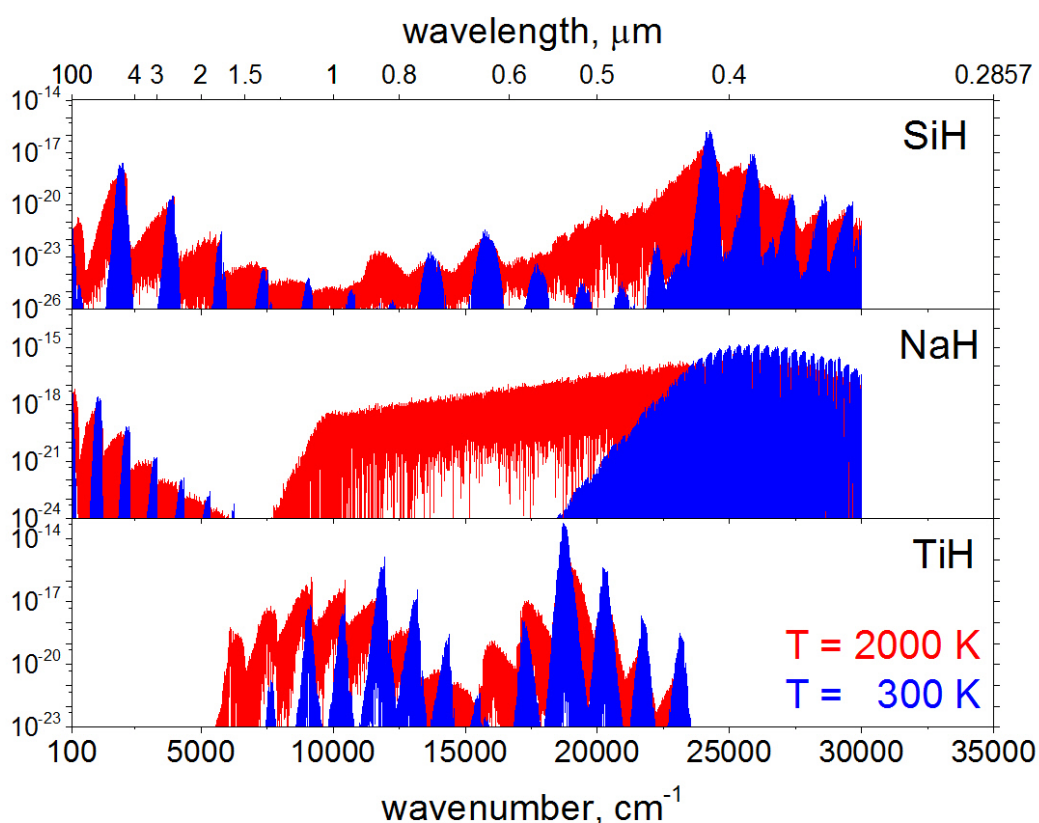 wavelength, μm
100 4 3 2 1.5 1 0.8 0.6 0.5 0.4 0.2857
10⁻¹⁴
SiH
10⁻¹⁷
10⁻²⁰
10⁻²³
10⁻²⁶
10⁻¹⁵
NaH
10⁻¹⁸
10⁻²¹
10⁻²⁴
10⁻¹⁴
TiH
10⁻¹⁷
T = 2000 K
10⁻²⁰
T = 300 K
10⁻²³
100 5000 10000 15000 20000 25000 30000 35000
wavenumber, cm⁻¹